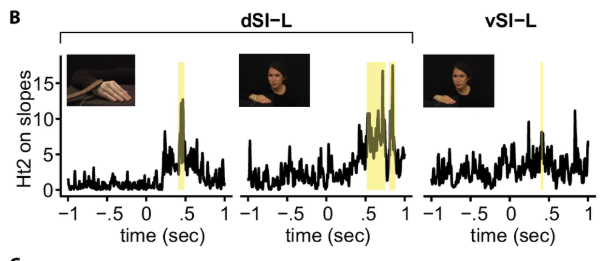 B
dSI−L
vSI−L
Ht2 on slopes
15
10
5
0
−1 −.5 0 .5 1
−1 −.5 0 .5 1
−1 −.5 0 .5 1
time (sec)
time (sec)
time (sec)